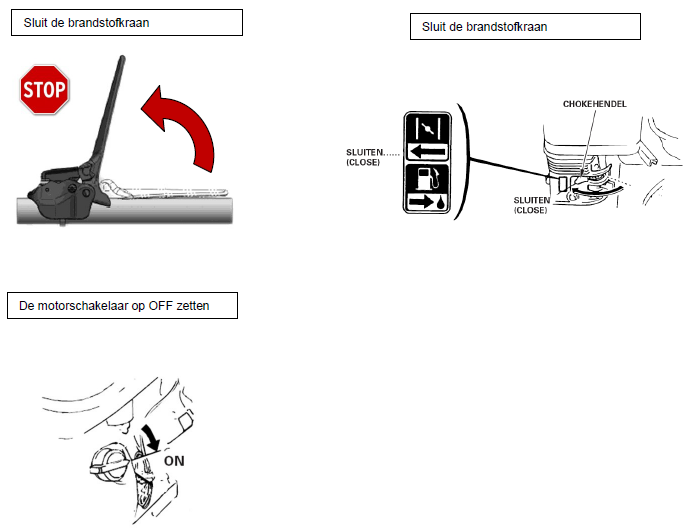 Sluit de brandstofkraan
Sluit de brandstofkraan
STOP
CHOKEHENDEL
SLUITEN......
(CLOSE)
SLUITEN
(CLOSE)
De motorschakelaar op OFF zetten
ON